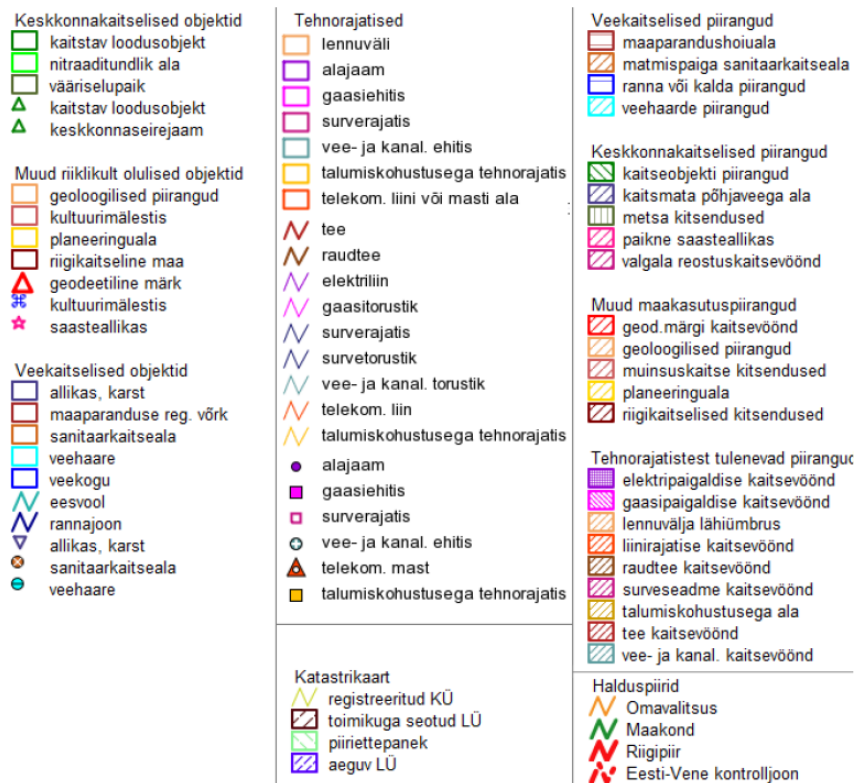 Keskkonnakaitselised objektid
kaitstav loodusobjekt
nitraaditundlik ala
vääriselupaik
kaitstav loodusobjekt
keskkonnaseirejaam
Muud riiklikult olulised objektid
geoloogilised piirangud
kultuurimälestis
planeeringuala
riigikaitseline maa
geodeetiline märk
kultuurimälestis
saasteallikas
Veekaitselised objektid
allikas, karst
maaparanduse reg. võrk
sanitaarkaitseala
veehaare
veekogu
eesvool
rannajoon
allikas, karst
sanitaarkaitseala
veehaare
Tehnorajatised
lennuväli
alajaam
gaasiehitis
surverajatis
vee- ja kanal. ehitis
talumiskohustusega tehnorajatis
telekom. liini või masti ala
tee
raudtee
elektriliin
gaasitorustik
surverajatis
survetorustik
vee- ja kanal. torustik
telekom. liin
talumiskohustusega tehnorajatis
alajaam
gaasiehitis
surverajatis
vee- ja kanal. ehitis
telekom. mast
talumiskohustusega tehnorajatis
Katastrikaart
registreeritud KÜ
toimikuga seotud LÜ
piiriettepanek
aeguv LÜ
Veekaitselised piirangud
maaparandushoiuala
matmispaiga sanitaarkaitseala
ranna või kalda piirangud
veehaarde piirangud
Keskkonnakaitselised piirangud
kaitseobjekti piirangud
kaitsmata põhjaveega ala
metsa kitsendused
paikne saasteallikas
valgala reostuskaitsevöönd
Muud maakasutuspiirangud
geod.märgi kaitsevöönd
geoloogilised piirangud
muinsuskaitse kitsendused
planeeringuala
riigikaitselised kitsendused
Tehnorajatistest tulenevad piirangud
elektripaigaldise kaitsevöönd
gaasipaigaldise kaitsevöönd
lennuvälja lähiümbrus
liinirajatise kaitsevöönd
raudtee kaitsevöönd
surveseadme kaitsevöönd
talumiskohustusega ala
tee kaitsevöönd
vee- ja kanal. kaitsevöönd
Halduspiirid
Omavalitsus
Maakond
Riigipiir
Eesti-Vene kontrolljoon